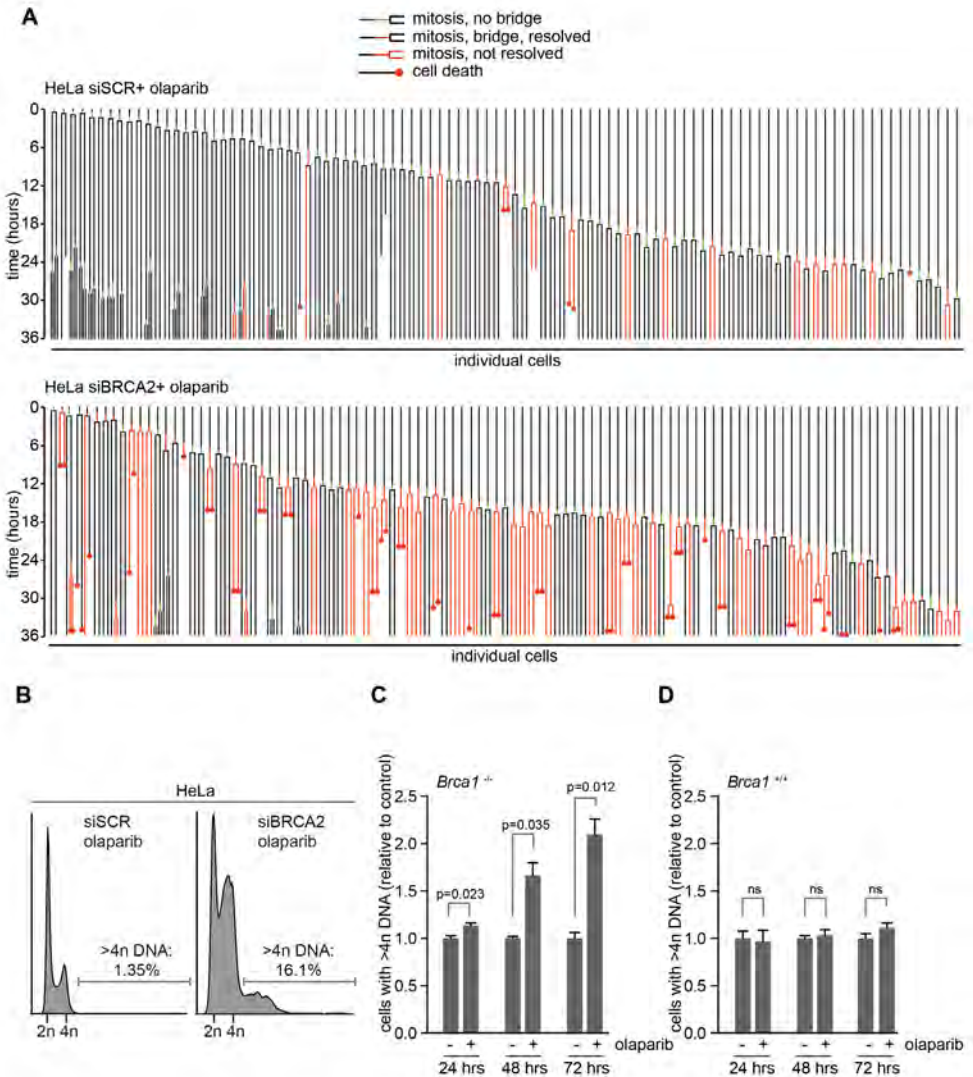 A
mitosis, no bridge
mitosis, bridge, resolved
mitosis, not resolved
cell death
HeLa siSCR+ olaparib
0
6
12
18
24
30
36
time (hours)
individual cells
HeLa siBRCA2+ olaparib
0
6
12
18
24
30
36
time (hours)
individual cells
B
HeLa
siSCR
olaparib
>4n DNA:
1.35%
2n 4n
siBRCA2
olaparib
>4n DNA:
16.1%
2n 4n
C
Brca1 -/-
cells with >4n DNA (relative to control)
2.5
2.0
1.5
1.0
0.5
0.0
p=0.023
p=0.035
p=0.012
- + - + - + olaparib
24 hrs 48 hrs 72 hrs
D
Brca1 +/+
cells with >4n DNA (relative to control)
2.5
2.0
1.5
1.0
0.5
0.0
ns ns ns
- + - + - + olaparib
24 hrs 48 hrs 72 hrs